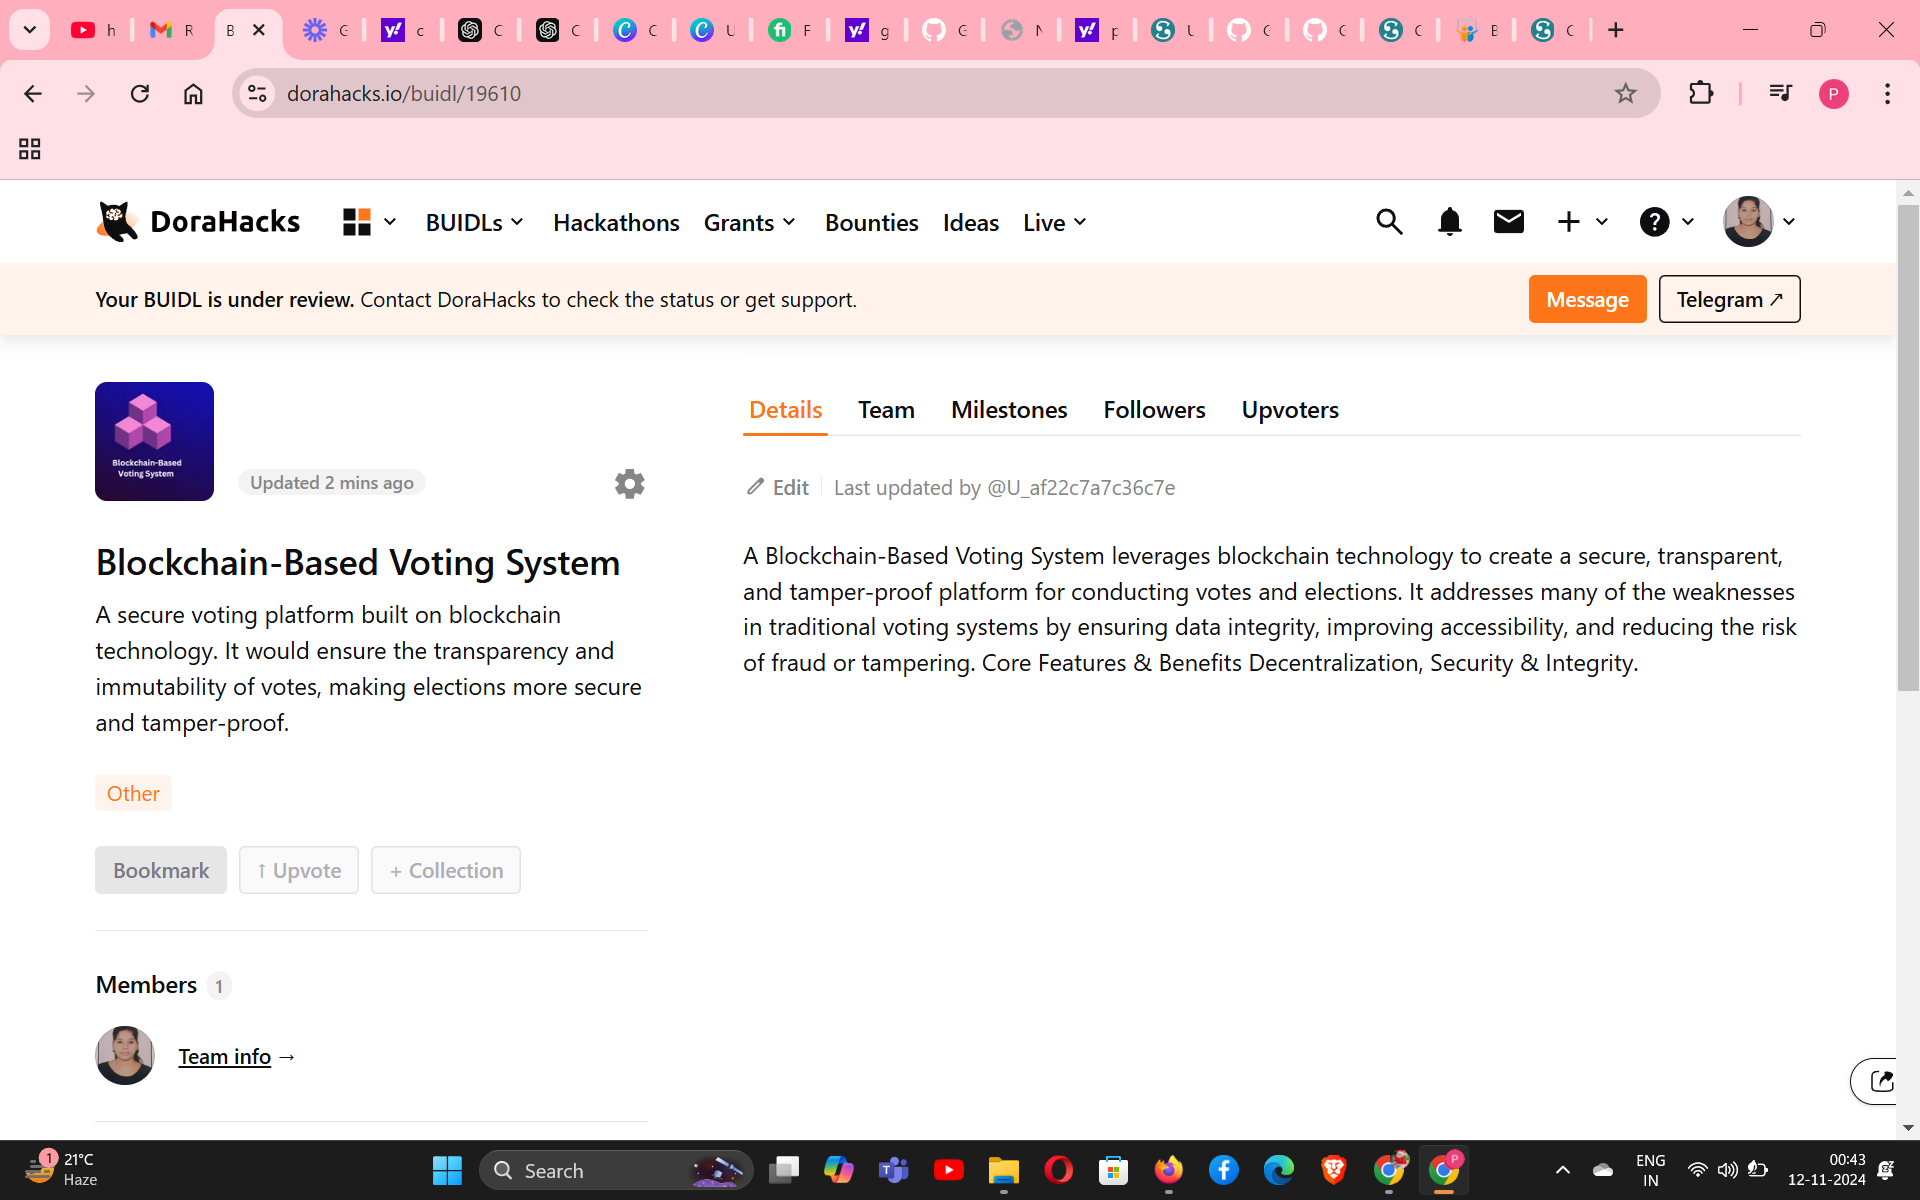 h
R
B
G
c
C
C
C
U
F
g
G
N
p
U
G
G
C
E
C
dorahacks.io/buidl/19610
P
DoraHacks
BUIDLs
Hackathons
Grants
Bounties
Ideas
Live
Your BUIDL is under review. Contact DoraHacks to check the status or get support.
Message
Telegram ↗
Blockchain-Based
Voting System
Updated 2 mins ago
Blockchain-Based Voting System
A secure voting platform built on blockchain
technology. It would ensure the transparency and
immutability of votes, making elections more secure
and tamper-proof.
Other
Bookmark
↑ Upvote
+ Collection
Members 1
Team info →
Details
Team
Milestones
Followers
Upvoters
Edit
Last updated by @U_af22c7a7c36c7e
A Blockchain-Based Voting System leverages blockchain technology to create a secure, transparent,
and tamper-proof platform for conducting votes and elections. It addresses many of the weaknesses
in traditional voting systems by ensuring data integrity, improving accessibility, and reducing the risk
of fraud or tampering. Core Features & Benefits Decentralization, Security & Integrity.
1
21°C
Haze
Search
P
ENG
IN
00:43
12-11-2024